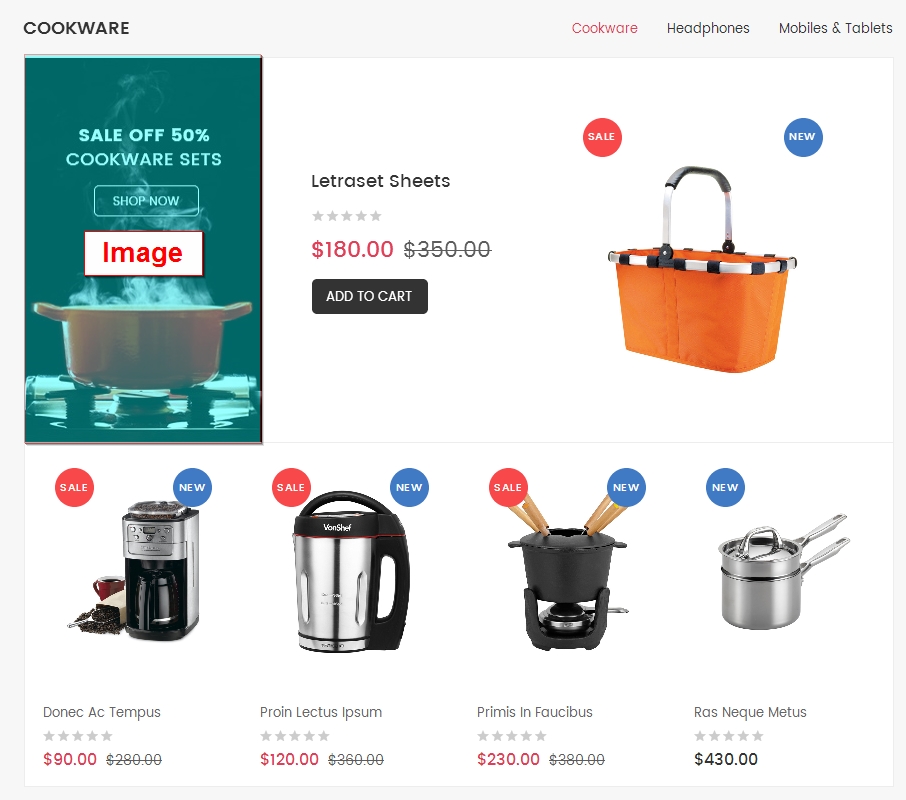 COOKWARE
Cookware Headphones Mobiles & Tablets
SALE OFF 50%
COOKWARE SETS
SHOP NOW
Image
Letraset Sheets
$180.00 $350.00
ADD TO CART
SALE NEW
SALE NEW SALE NEW SALE NEW NEW
VonShef
Donec Ac Tempus
$90.00 $280.00
Proin Lectus Ipsum
$120.00 $360.00
Primis In Faucibus
$230.00 $380.00
Ras Neque Metus
$430.00